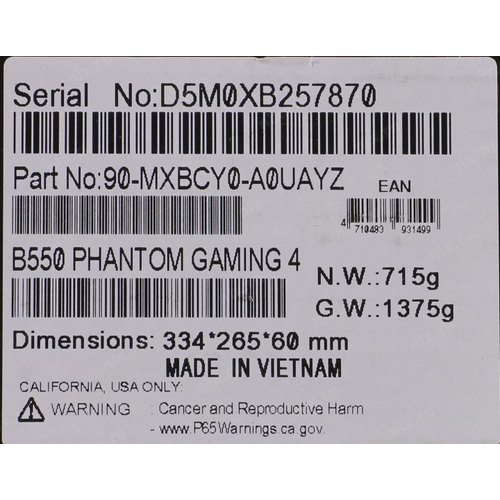 Serial No:D5M0XB257870
Part No:90-MXBCY0-A0UAYZ
EAN
4 710483 931499
B550 PHANTOM GAMING 4
N.W.:715g
G.W.:1375g
Dimensions: 334*265*60 mm
MADE IN VIETNAM
CALIFORNIA, USA ONLY:
WARNING : Cancer and Reproductive Harm
- www.P65Warnings.ca.gov.